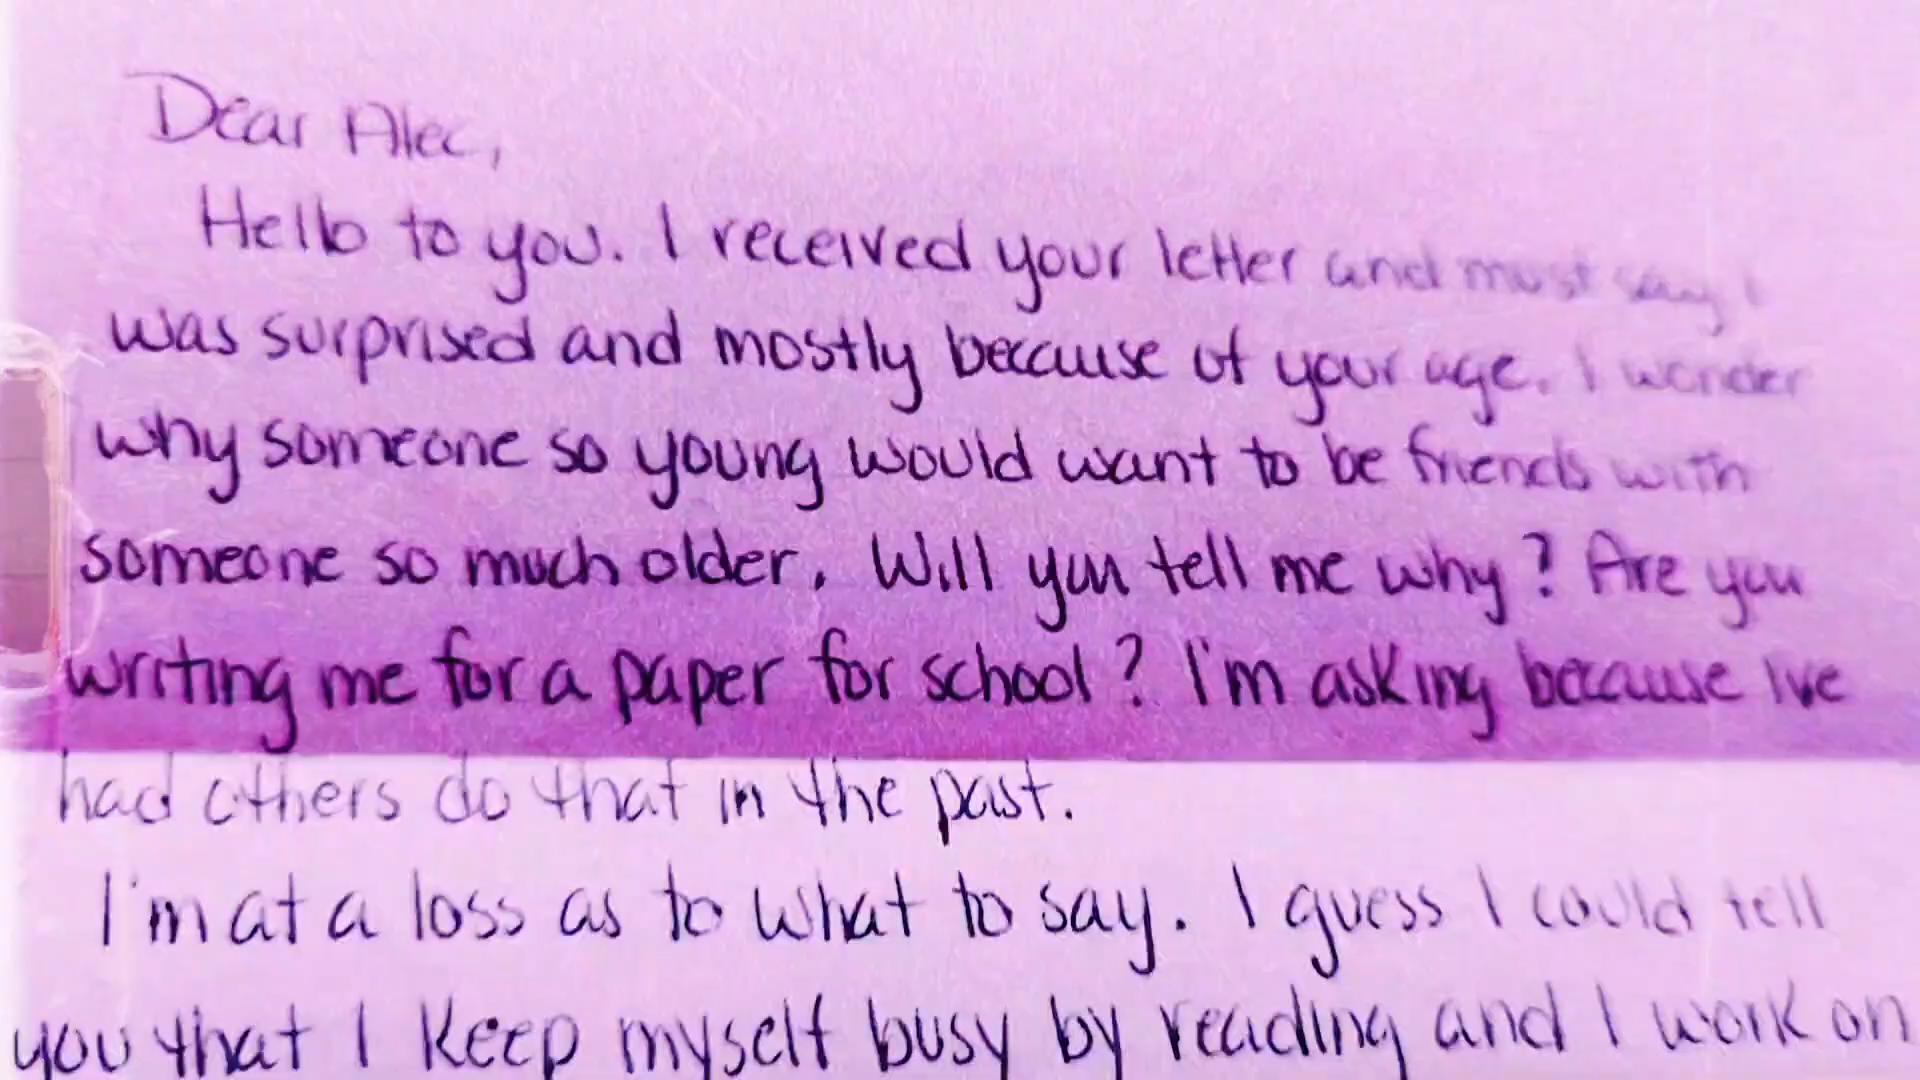 Dear Alec,
Hello to you. I received your letter and must say I
was surprised and mostly because of your age. I wonder
why someone so young would want to be friends with
someone so much older. Will you tell me why? Are you
writing me for a paper for school? I'm asking because Ive
had others do that in the past.
I'm at a loss as to what to say. I guess I could tell
you that I keep myself busy by reading and I work on